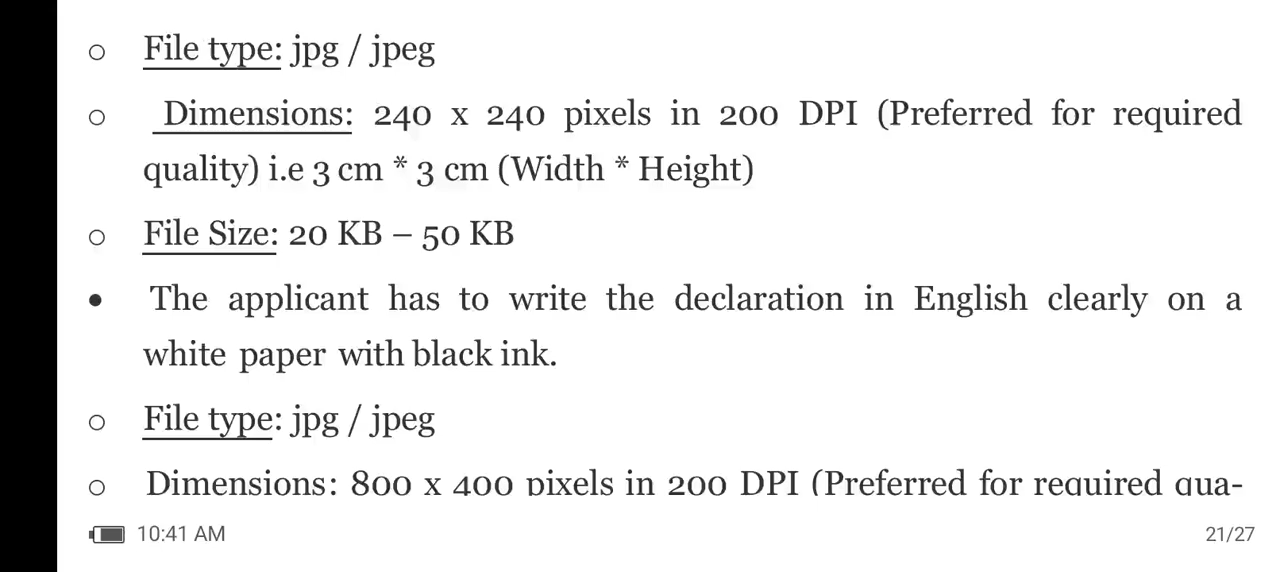 ○ File type: jpg / jpeg
○ Dimensions: 240 x 240 pixels in 200 DPI (Preferred for required
quality) i.e 3 cm * 3 cm (Width * Height)
○ File Size: 20 KB – 50 KB
● The applicant has to write the declaration in English clearly on a
white paper with black ink.
○ File type: jpg / jpeg
○ Dimensions: 800 x 400 pixels in 200 DPI (Preferred for required qua-
10:41 AM 21/27